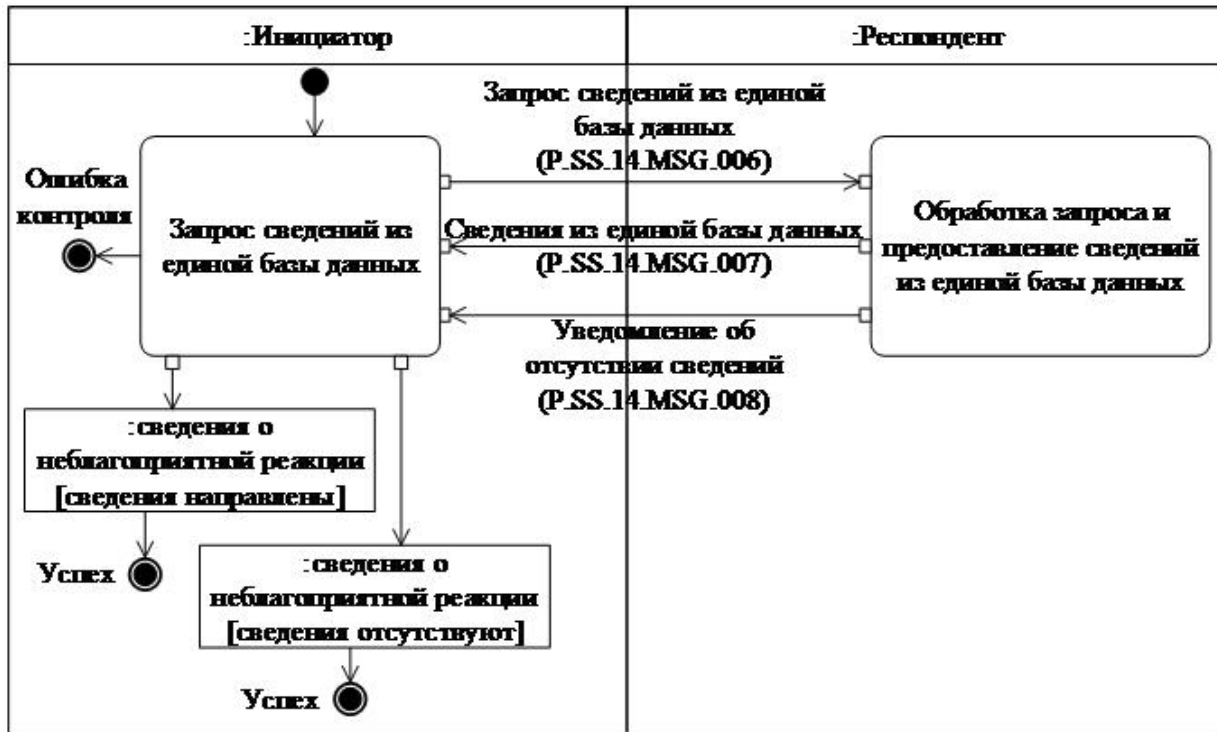 :Инициатор
:Респондент
Запрос сведений из единой
базы данных
(P.SS.14.MSG.006)
Ошибка
контроля
Запрос сведений из
единой базы данных
Сведения из единой базы данных
(P.SS.14.MSG.007)
Обработка запроса и
предоставление сведений
из единой базы данных
Уведомление об
отсутствии сведений
(P.SS.14.MSG.008)
:сведения о
неблагоприятной реакции
[сведения направлены]
Успех
:сведения о
неблагоприятной реакции
[сведения отсутствуют]
Успех